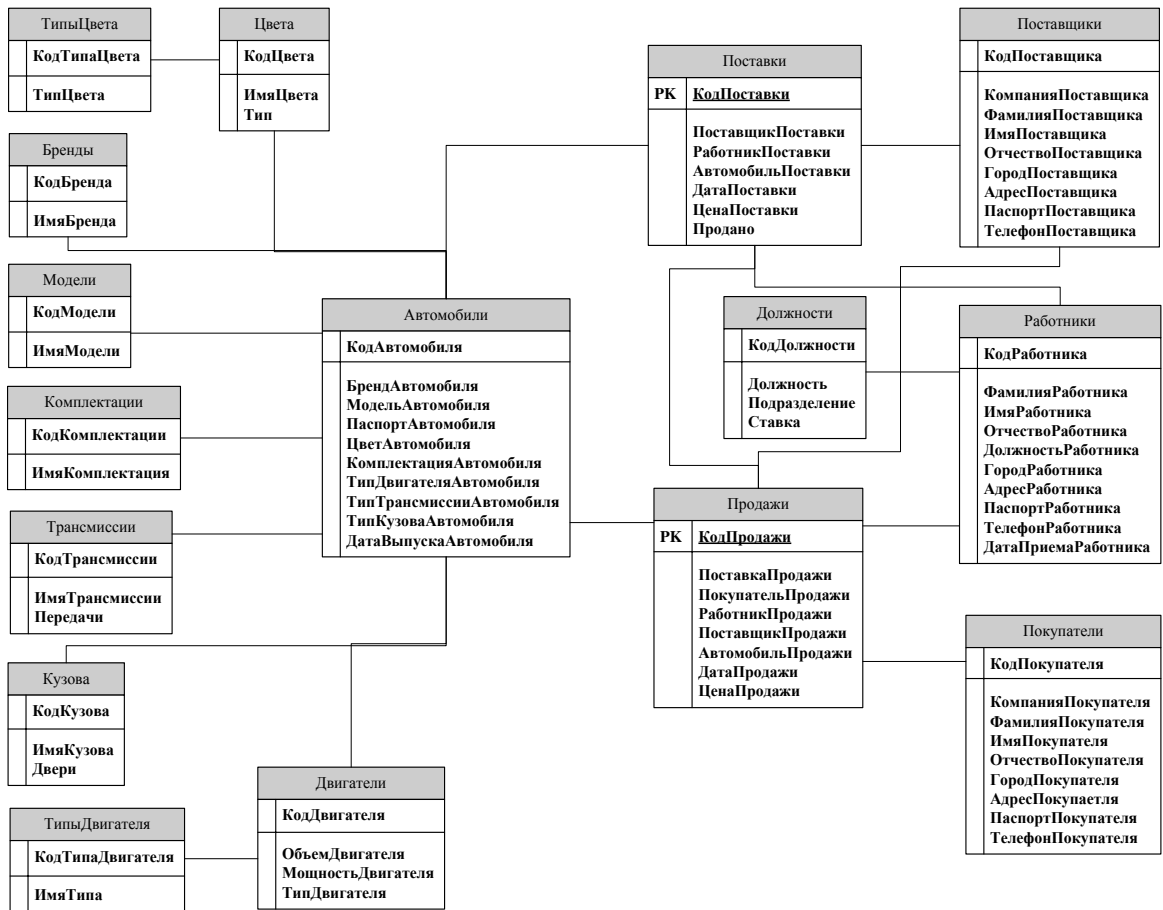 ТипыЦвета
КодТипаЦвета
ТипЦвета
Цвета
КодЦвета
ИмяЦвета
Тип
Бренды
КодБренда
ИмяБренда
Модели
КодМодели
ИмяМодели
Комплектации
КодКомплектации
ИмяКомплектация
Трансмиссии
КодТрансмиссии
ИмяТрансмиссии
Передачи
Кузова
КодКузова
ИмяКузова
Двери
ТипыДвигателя
КодТипаДвигателя
ИмяТипа
Двигатели
КодДвигателя
ОбъемДвигателя
МощностьДвигателя
ТипДвигателя
Автомобили
КодАвтомобиля
БрендАвтомобиля
МодельАвтомобиля
ПаспортАвтомобиля
ЦветАвтомобиля
КомплектацияАвтомобиля
ТипДвигателяАвтомобиля
ТипТрансмиссииАвтомобиля
ТипКузоваАвтомобиля
ДатаВыпускаАвтомобиля
Поставки
PK КодПоставки
ПоставщикПоставки
РаботникПоставки
АвтомобильПоставки
ДатаПоставки
ЦенаПоставки
Продано
Должности
КодДолжности
Должность
Подразделение
Ставка
Продажи
PK КодПродажи
ПоставкаПродажи
ПокупательПродажи
РаботникПродажи
ПоставщикПродажи
АвтомобильПродажи
ДатаПродажи
ЦенаПродажи
Поставщики
КодПоставщика
КомпанияПоставщика
ФамилияПоставщика
ИмяПоставщика
ОтчествоПоставщика
ГородПоставщика
АдресПоставщика
ПаспортПоставщика
ТелефонПоставщика
Работники
КодРаботника
ФамилияРаботника
ИмяРаботника
ОтчествоРаботника
ДолжностьРаботника
ГородРаботника
АдресРаботника
ПаспортРаботника
ТелефонРаботника
ДатаПриемаРаботника
Покупатели
КодПокупателя
КомпанияПокупателя
ФамилияПокупателя
ИмяПокупателя
ОтчествоПокупателя
ГородПокупателя
АдресПокупаетля
ПаспортПокупателя
ТелефонПокупателя